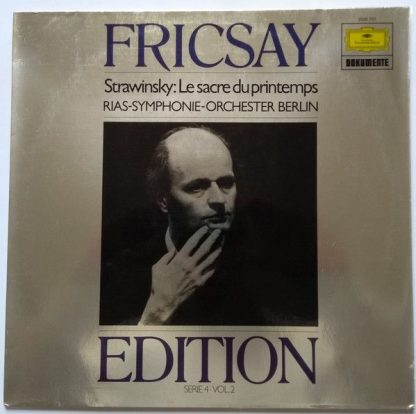 FRICSAY
Strawinsky: Le sacre du printemps
RIAS-SYMPHONIE-ORCHESTER BERLIN
DOKUMENTE
EDITION
SERIE 4 · VOL. 2